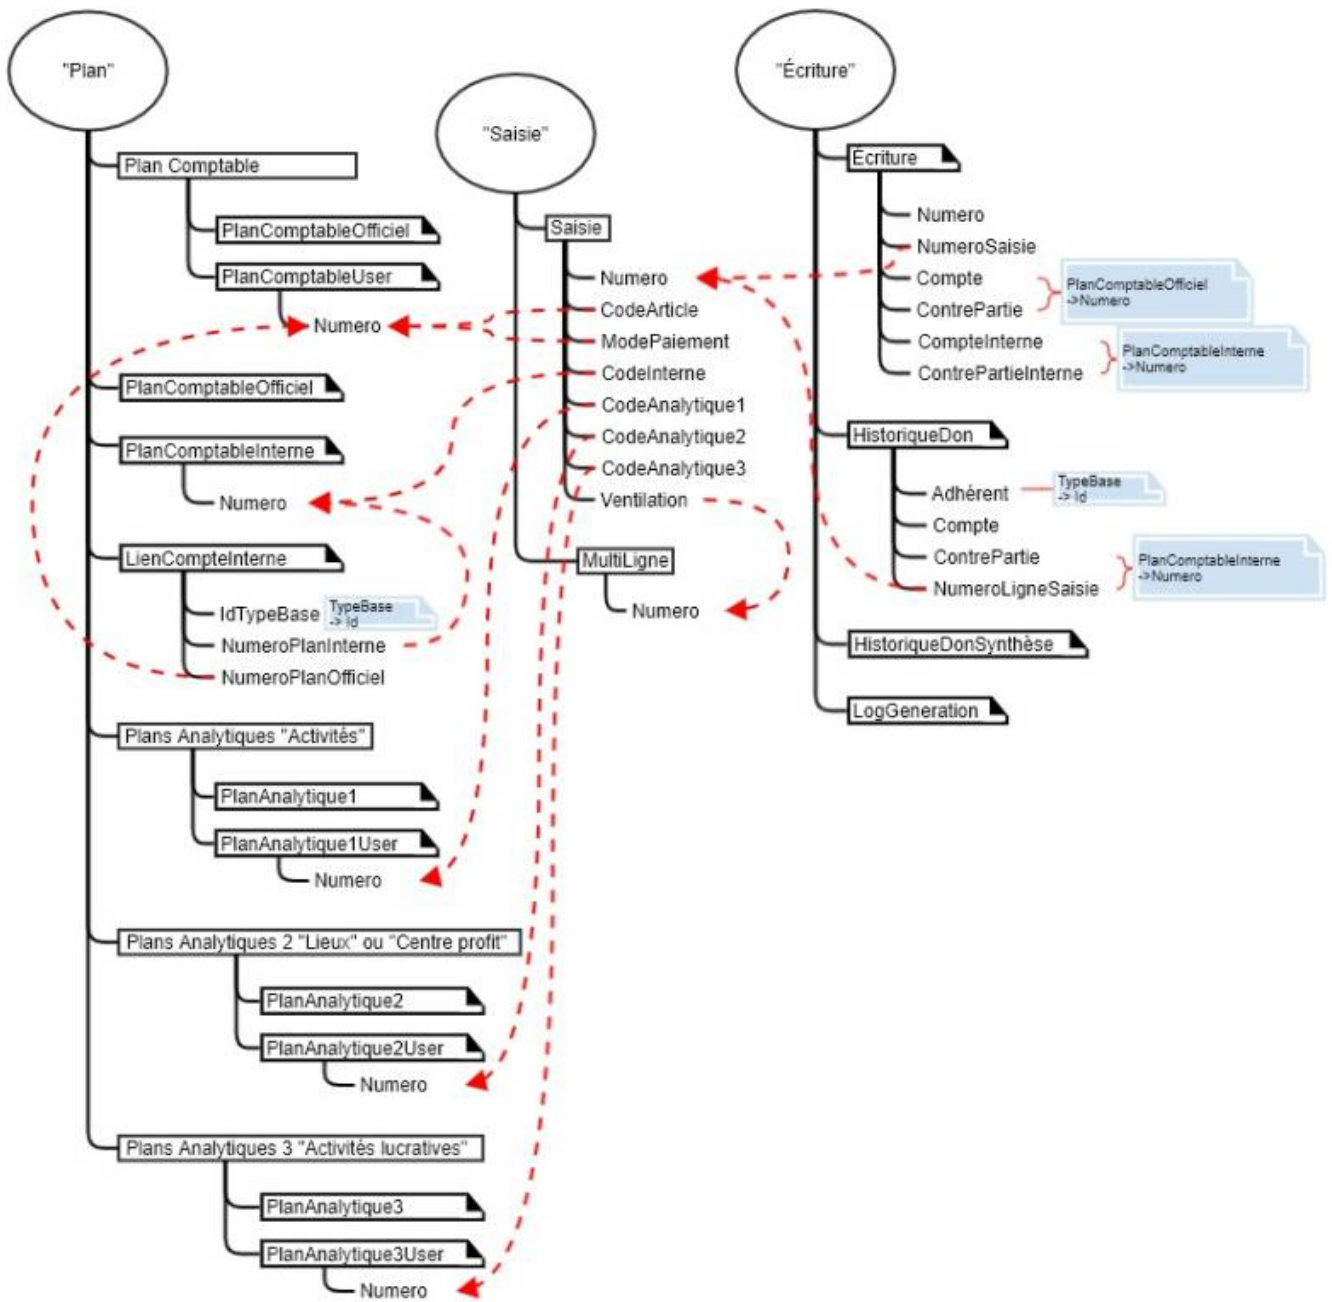 "Plan"
Plan Comptable
PlanComptableOfficiel
PlanComptableUser
Numero
PlanComptableOfficiel
PlanComptableInterne
Numero
LienCompteInterne
IdTypeBase
TypeBase
-> Id
NumeroPlanInterne
NumeroPlanOfficiel
Plans Analytiques "Activités"
PlanAnalytique1
PlanAnalytique1User
Numero
Plans Analytiques 2 "Lieux" ou "Centre profit"
PlanAnalytique2
PlanAnalytique2User
Numero
Plans Analytiques 3 "Activités lucratives"
PlanAnalytique3
PlanAnalytique3User
Numero
"Saisie"
Saisie
Numero
CodeArticle
ModePaiement
CodeInterne
CodeAnalytique1
CodeAnalytique2
CodeAnalytique3
Ventilation
MultiLigne
Numero
"Écriture"
Écriture
Numero
NumeroSaisie
Compte
ContrePartie
PlanComptableOfficiel
->Numero
CompteInterne
ContrePartieInterne
PlanComptableInterne
->Numero
HistoriqueDon
Adhérent
TypeBase
-> Id
Compte
ContrePartie
NumeroLigneSaisie
PlanComptableInterne
->Numero
HistoriqueDonSynthèse
LogGeneration